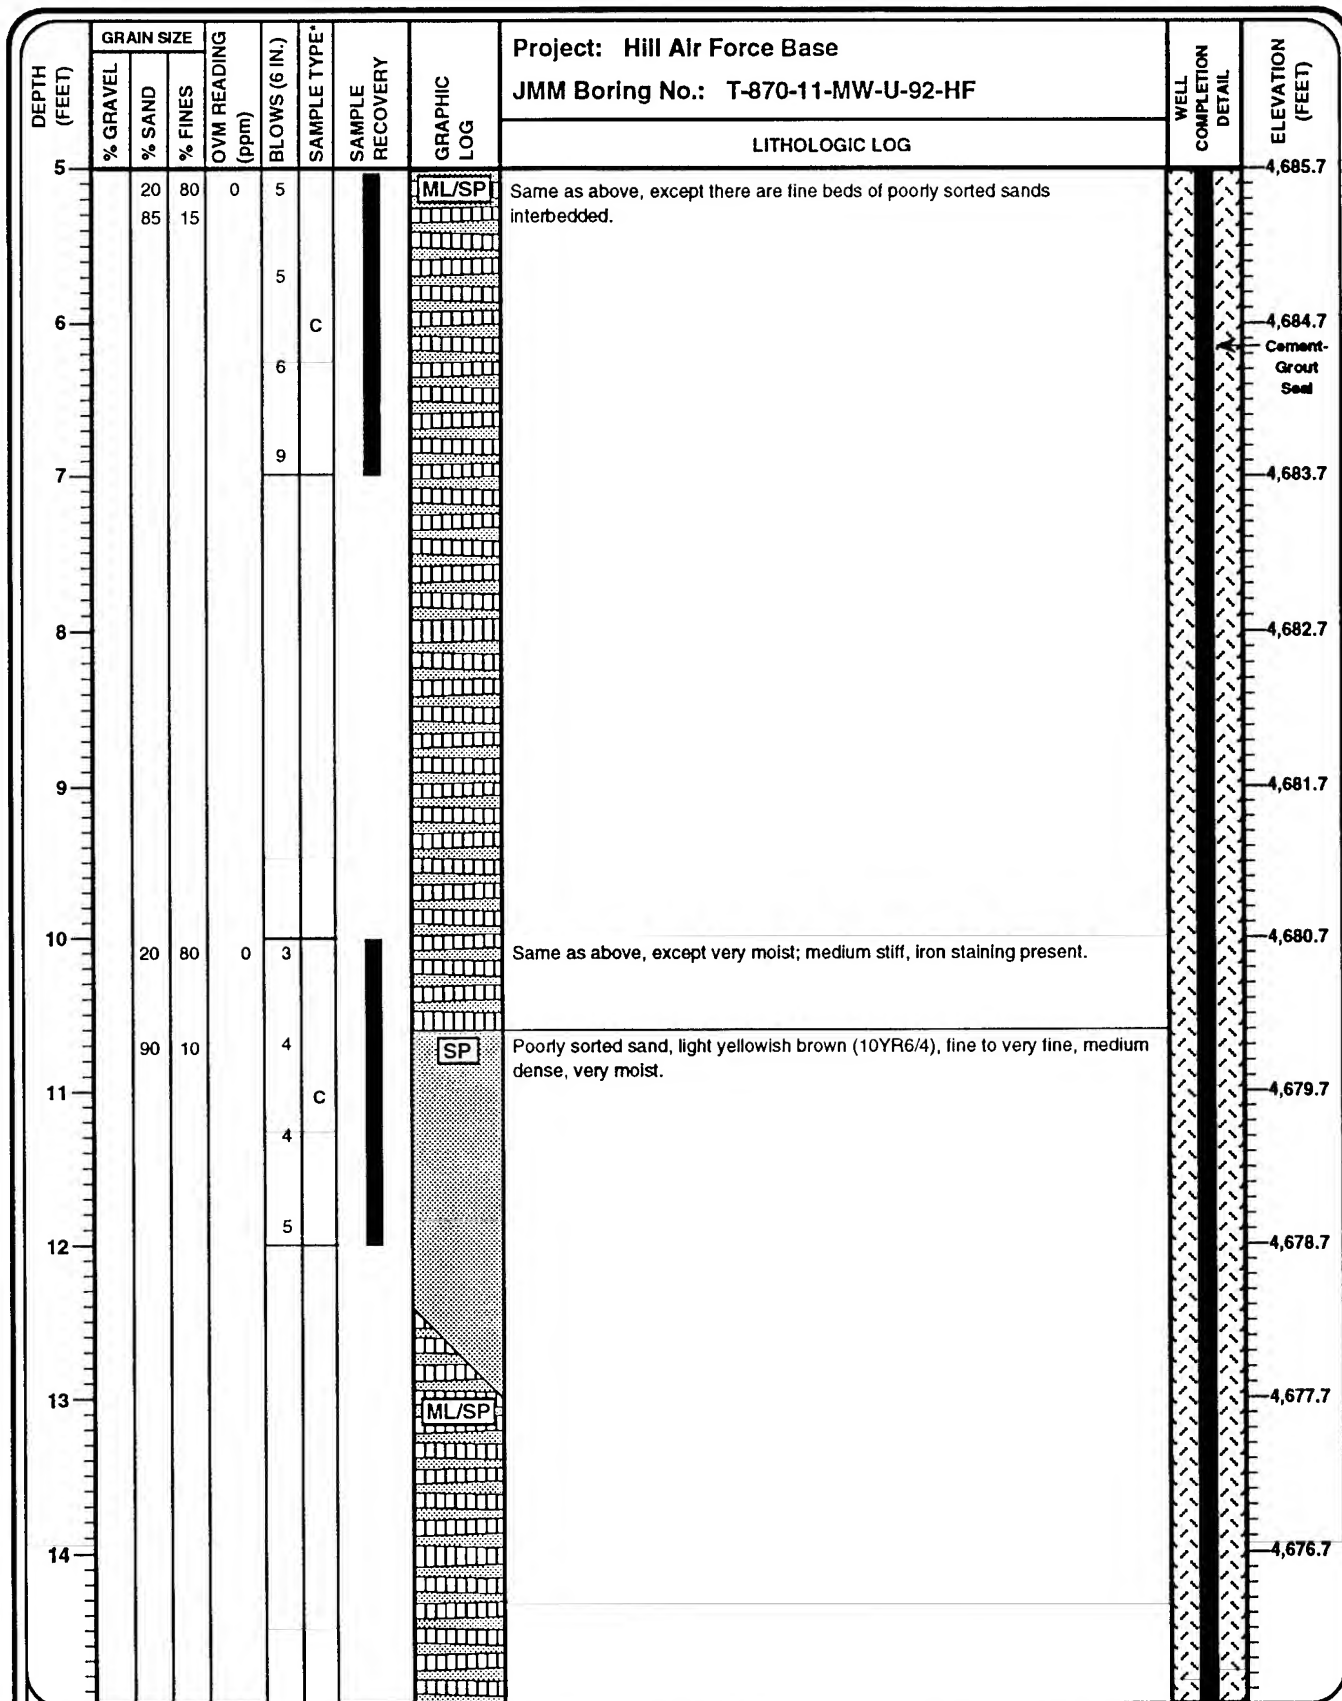 DEPTH (FEET)
GRAIN SIZE
% GRAVEL
% SAND
% FINES
OVM READING (ppm)
BLOWS (6 IN.)
SAMPLE TYPE*
SAMPLE RECOVERY
GRAPHIC LOG
Project: Hill Air Force Base
JMM Boring No.: T-870-11-MW-U-92-HF
LITHOLOGIC LOG
WELL COMPLETION DETAIL
ELEVATION (FEET)
5 4,685.7
20 80 0 5 ML/SP Same as above, except there are fine beds of poorly sorted sands
85 15 interbedded.
5
6 C 4,684.7
Cement-
6 Grout
Seal
9
7 4,683.7
8 4,682.7
9 4,681.7
10 4,680.7
20 80 0 3 Same as above, except very moist; medium stiff, iron staining present.
90 10 4 SP Poorly sorted sand, light yellowish brown (10YR6/4), fine to very fine, medium
dense, very moist.
11 C 4,679.7
4
5
12 4,678.7
13 4,677.7
ML/SP
14 4,676.7